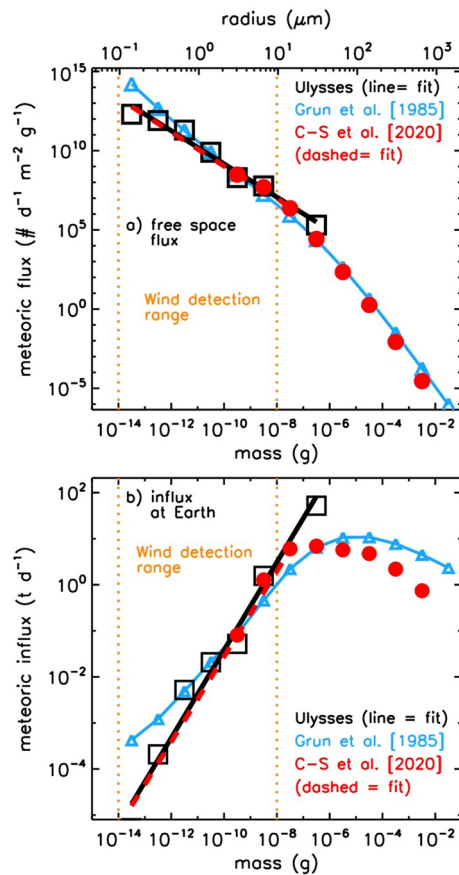 radius (μm)
10⁻¹ 10⁰ 10¹ 10² 10³
10¹⁵
10¹⁰
10⁵
10⁰
10⁻⁵
meteoric flux (# d⁻¹ m⁻² g⁻¹)
Ulysses (line= fit)
Grun et al. [1985]
C–S et al. [2020]
(dashed= fit)
a) free space
flux
Wind detection
range
10⁻¹⁴ 10⁻¹² 10⁻¹⁰ 10⁻⁸ 10⁻⁶ 10⁻⁴ 10⁻²
mass (g)
10²
10⁰
10⁻²
10⁻⁴
meteoric influx (t d⁻¹)
b) influx
at Earth
Wind detection
range
Ulysses (line = fit)
Grun et al. [1985]
C–S et al. [2020]
(dashed = fit)
10⁻¹⁴ 10⁻¹² 10⁻¹⁰ 10⁻⁸ 10⁻⁶ 10⁻⁴ 10⁻²
mass (g)